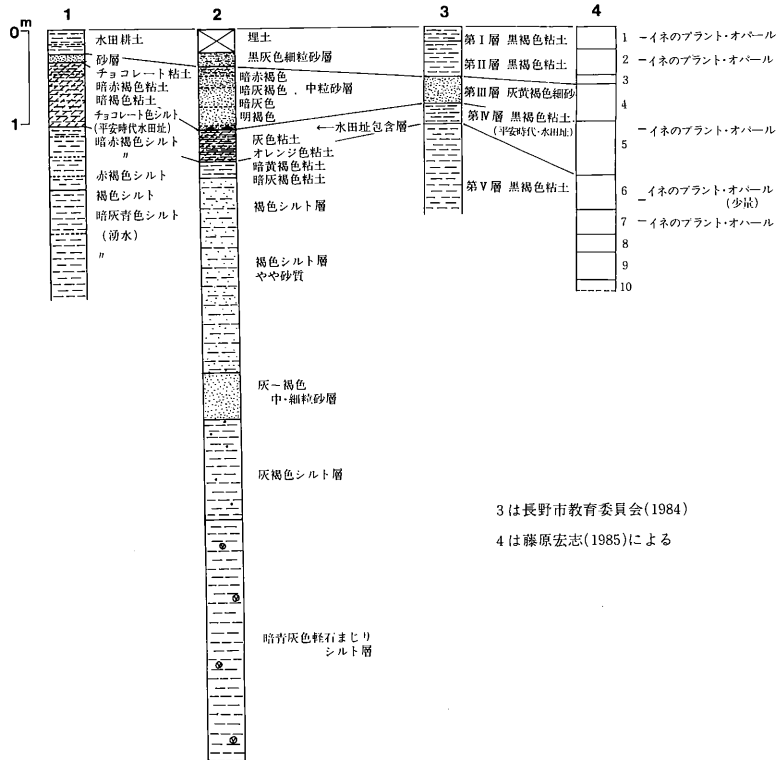 1
2
3
4
0m
1
水田耕土
砂層
チョコレート粘土
暗赤褐色粘土
暗褐色粘土
チョコレート色シルト
(平安時代水田址)
暗赤褐色シルト
〃
赤褐色シルト
褐色シルト
暗灰青色シルト
(湧水)
〃
埋土
黒灰色細粒砂層
暗赤褐色
暗灰褐色、中粒砂層
暗灰色
明褐色
←水田址包含層
灰色粘土
オレンジ色粘土
暗黄褐色粘土
暗灰褐色粘土
褐色シルト層
褐色シルト層
やや砂質
灰~褐色
中・細粒砂層
灰褐色シルト層
暗青灰色軽石まじり
シルト層
第Ⅰ層 黒褐色粘土
第Ⅱ層 黒褐色粘土
第Ⅲ層 灰黄褐色細砂
第Ⅳ層 黒褐色粘土
(平安時代・水田址)
第Ⅴ層 黒褐色粘土
1 -イネのプラント・オパール
2 -イネのプラント・オパール
3
4
-イネのプラント・オパール
5
6 イネのプラント・オパール
-(少量)
7 -イネのプラント・オパール
8
9
10
3は長野市教育委員会(1984)
4は藤原宏志(1985)による